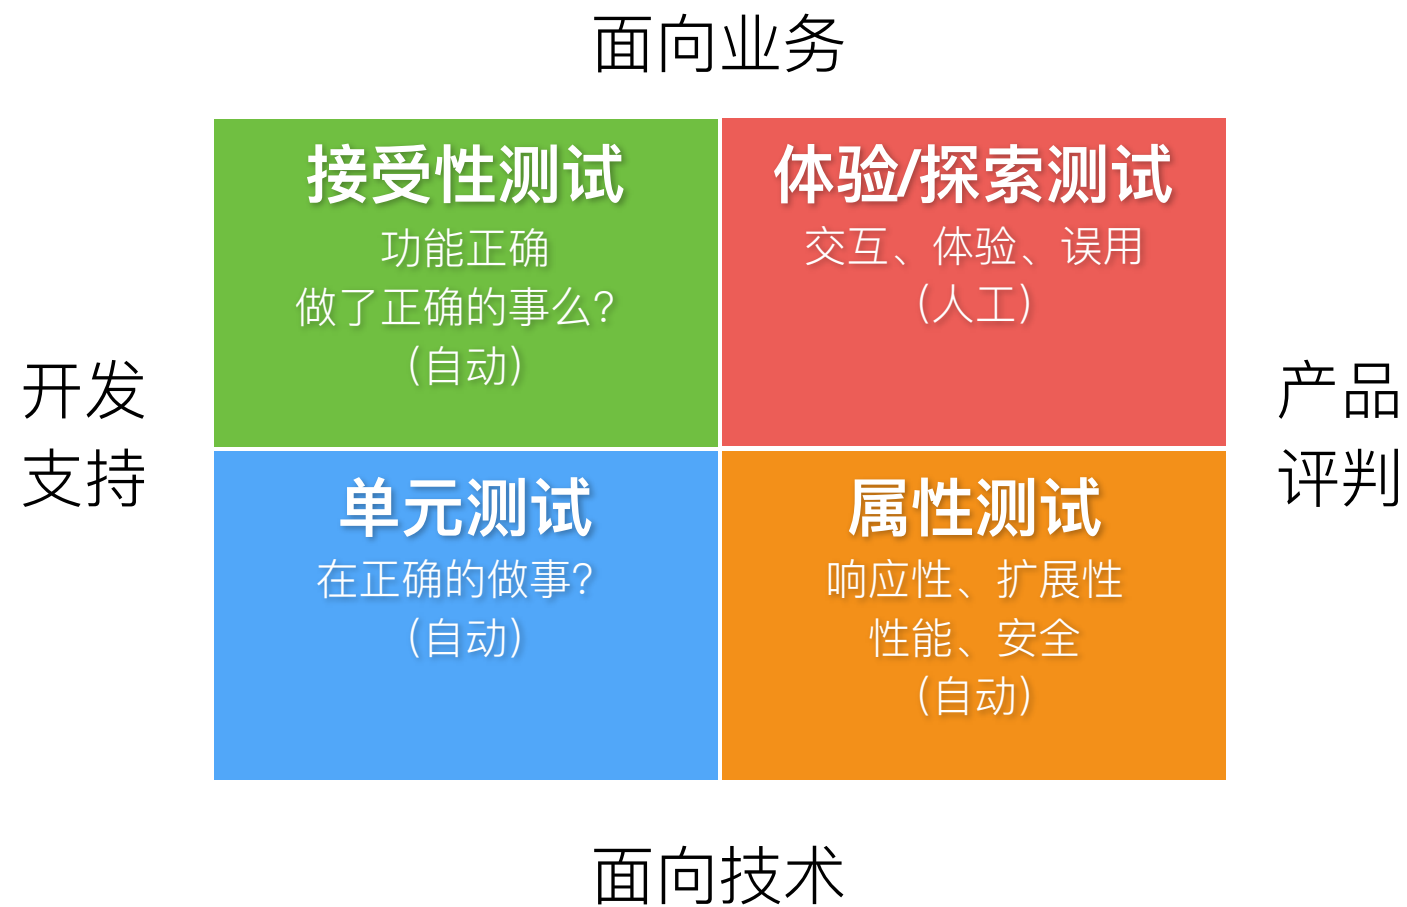 面向业务
接受性测试
功能正确
做了正确的事么?
(自动)
体验/探索测试
交互、体验、误用
(人工)
开发
支持
产品
评判
单元测试
在正确的做事?
(自动)
属性测试
响应性、扩展性
性能、安全
(自动)
面向技术